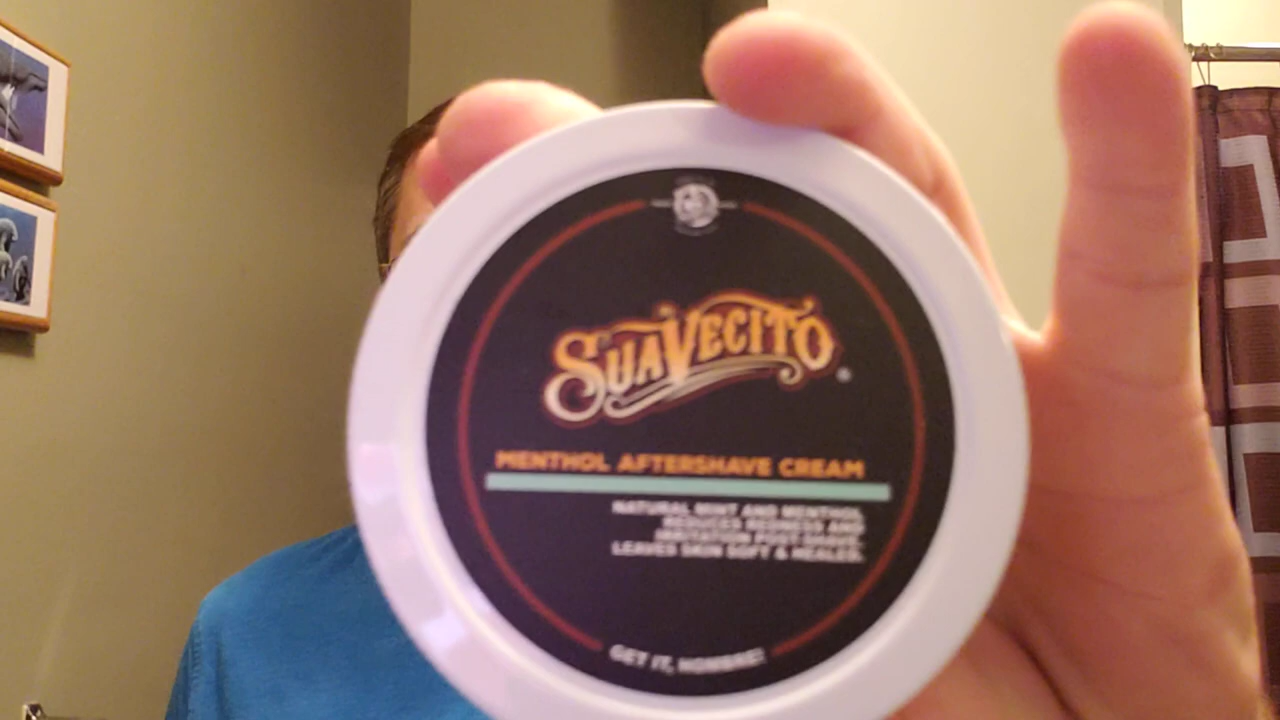 SUAVECITO
®
MENTHOL AFTERSHAVE CREAM
NATURAL MINT AND MENTHOL
REDUCES REDNESS AND
IRRITATION POST-SHAVE.
LEAVES SKIN SOFT & HEALED.
GET IT, HOMBRE!